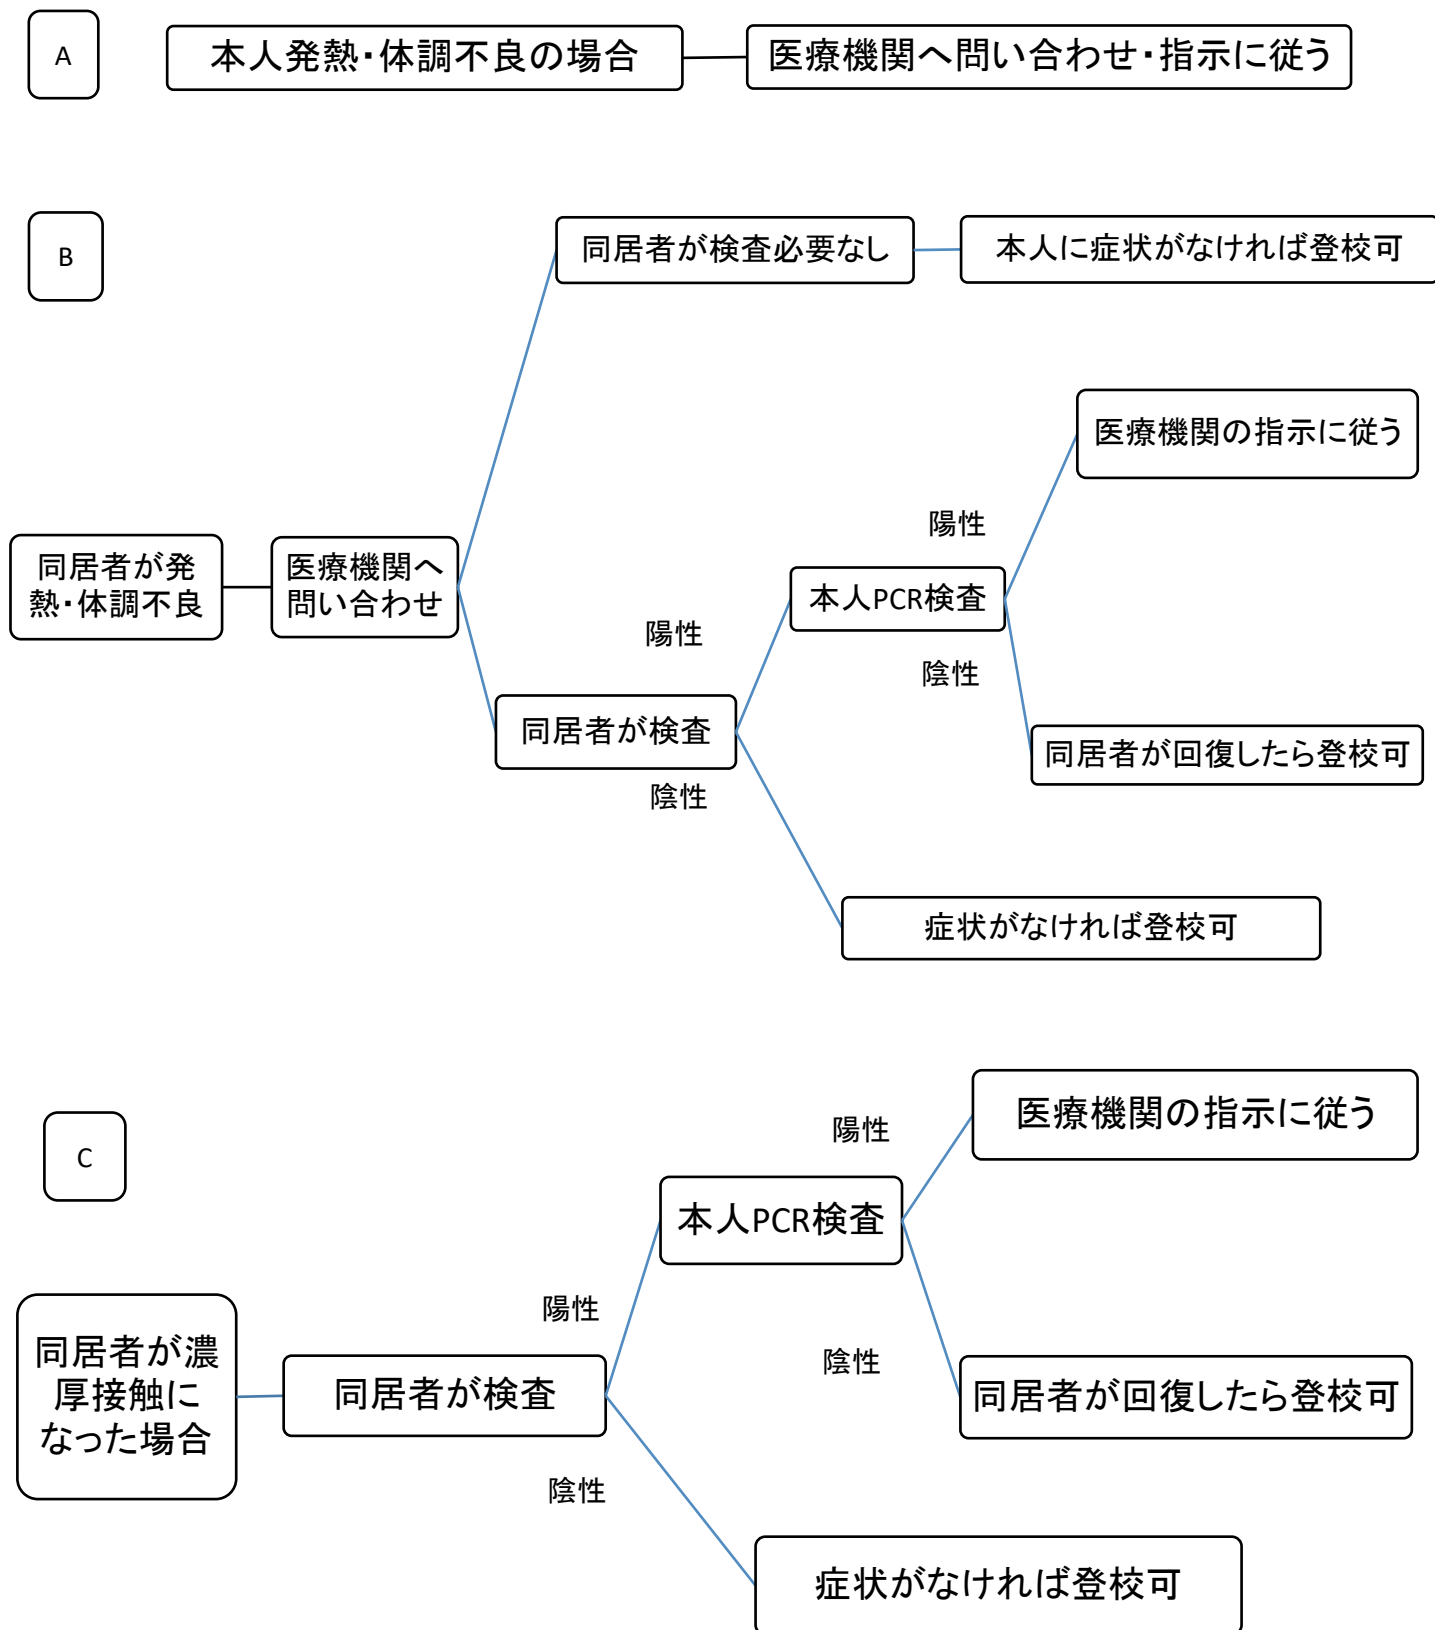 A
本人発熱・体調不良の場合
医療機関へ問い合わせ・指示に従う
B
同居者が検査必要なし
本人に症状がなければ登校可
医療機関の指示に従う
陽性
同居者が発
熱・体調不良
医療機関へ
問い合わせ
本人PCR検査
陽性
陰性
同居者が検査
同居者が回復したら登校可
陰性
症状がなければ登校可
C
医療機関の指示に従う
陽性
本人PCR検査
陽性
同居者が濃
厚接触に
なった場合
同居者が検査
陰性
同居者が回復したら登校可
陰性
症状がなければ登校可